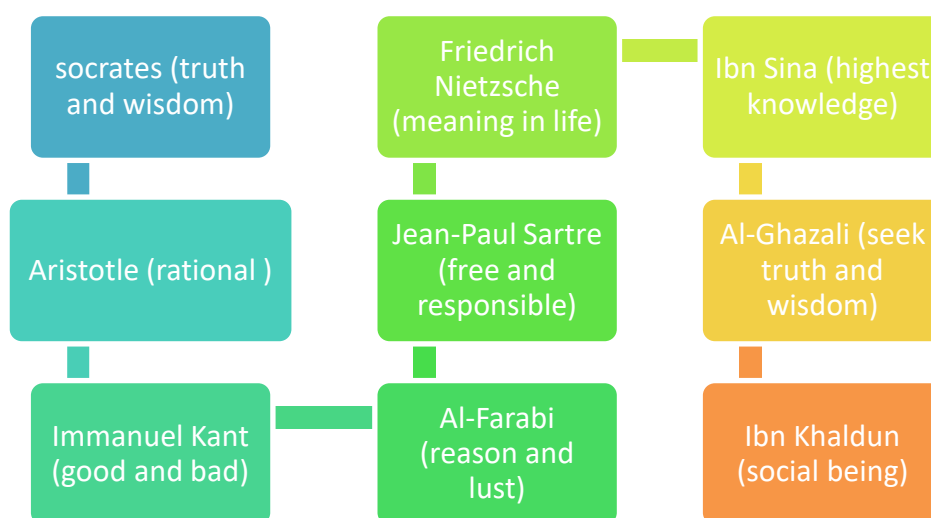 socrates (truth
and wisdom)
Aristotle (rational )
Immanuel Kant
(good and bad)
Al-Farabi
(reason and
lust)
Jean-Paul Sartre
(free and
responsible)
Friedrich
Nietzsche
(meaning in life)
Ibn Sina (highest
knowledge)
Al-Ghazali (seek
truth and
wisdom)
Ibn Khaldun
(social being)